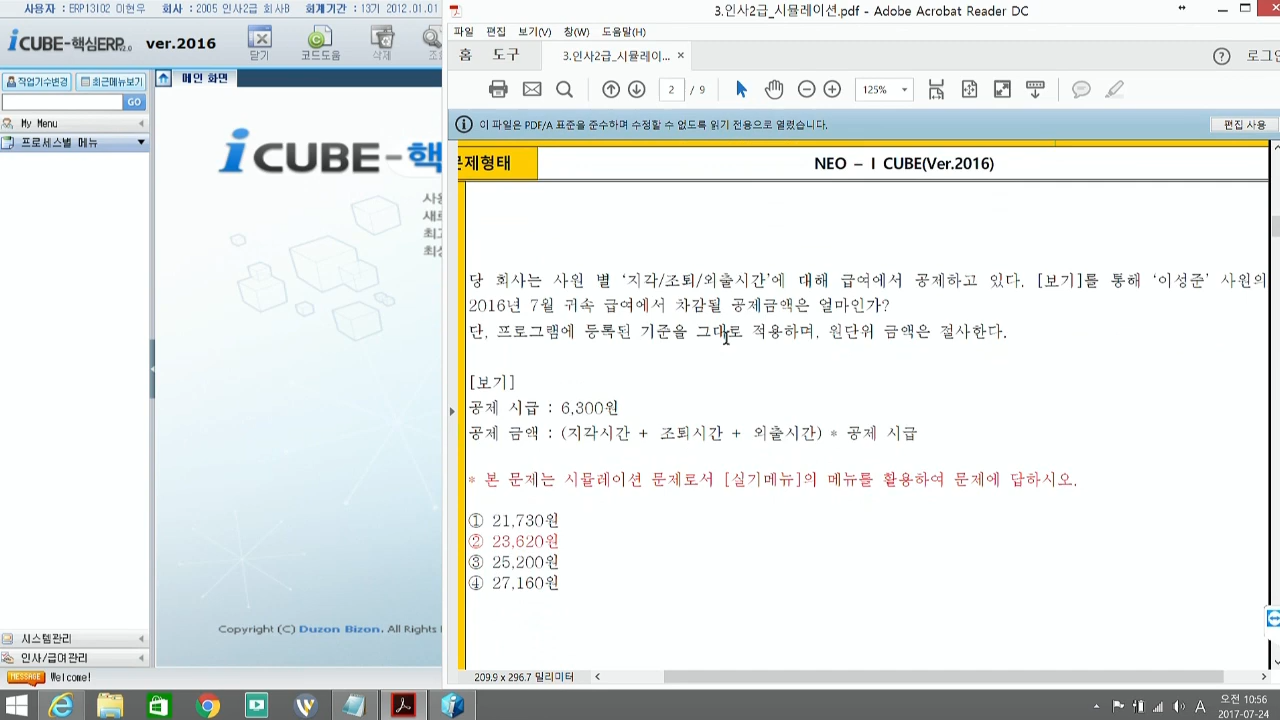 사용자 : ERP13102 이현우 회사 : 2005 인사2급 회사B 회계기간 : 13기 2012.01.01
iCUBE-핵심ERP v2.0 ver.2016
닫기 코드도움 삭제
작업기수변경 최근메뉴보기
메인 화면
GO
My Menu
프로세스별 메뉴
iCUBE-핵
사용
새로
최고
최상
Copyright (C) Duzon Bizon. All Rights
시스템관리
인사/급여관리
MESSAGE Welcome!
3.인사2급_시뮬레이션.pdf - Adobe Acrobat Reader DC
파일 편집 보기(V) 창(W) 도움말(H)
홈 도구 3.인사2급_시뮬레이... × 로그인
2 / 9 125%
이 파일은 PDF/A 표준을 준수하며 수정할 수 없도록 읽기 전용으로 열렸습니다. 편집 사용
문제형태 NEO – I CUBE(Ver.2016)
당 회사는 사원 별 ‘지각/조퇴/외출시간’에 대해 급여에서 공제하고 있다. [보기]를 통해 ‘이성준’ 사원의
2016년 7월 귀속 급여에서 차감될 공제금액은 얼마인가?
단, 프로그램에 등록된 기준을 그대로 적용하며, 원단위 금액은 절사한다.
[보기]
공제 시급 : 6,300원
공제 금액 : (지각시간 + 조퇴시간 + 외출시간) * 공제 시급
* 본 문제는 시뮬레이션 문제로서 [실기메뉴]의 메뉴를 활용하여 문제에 답하시오.
① 21,730원
② 23,620원
③ 25,200원
④ 27,160원
209.9 x 296.7 밀리미터
A
오전 10:56
2017-07-24